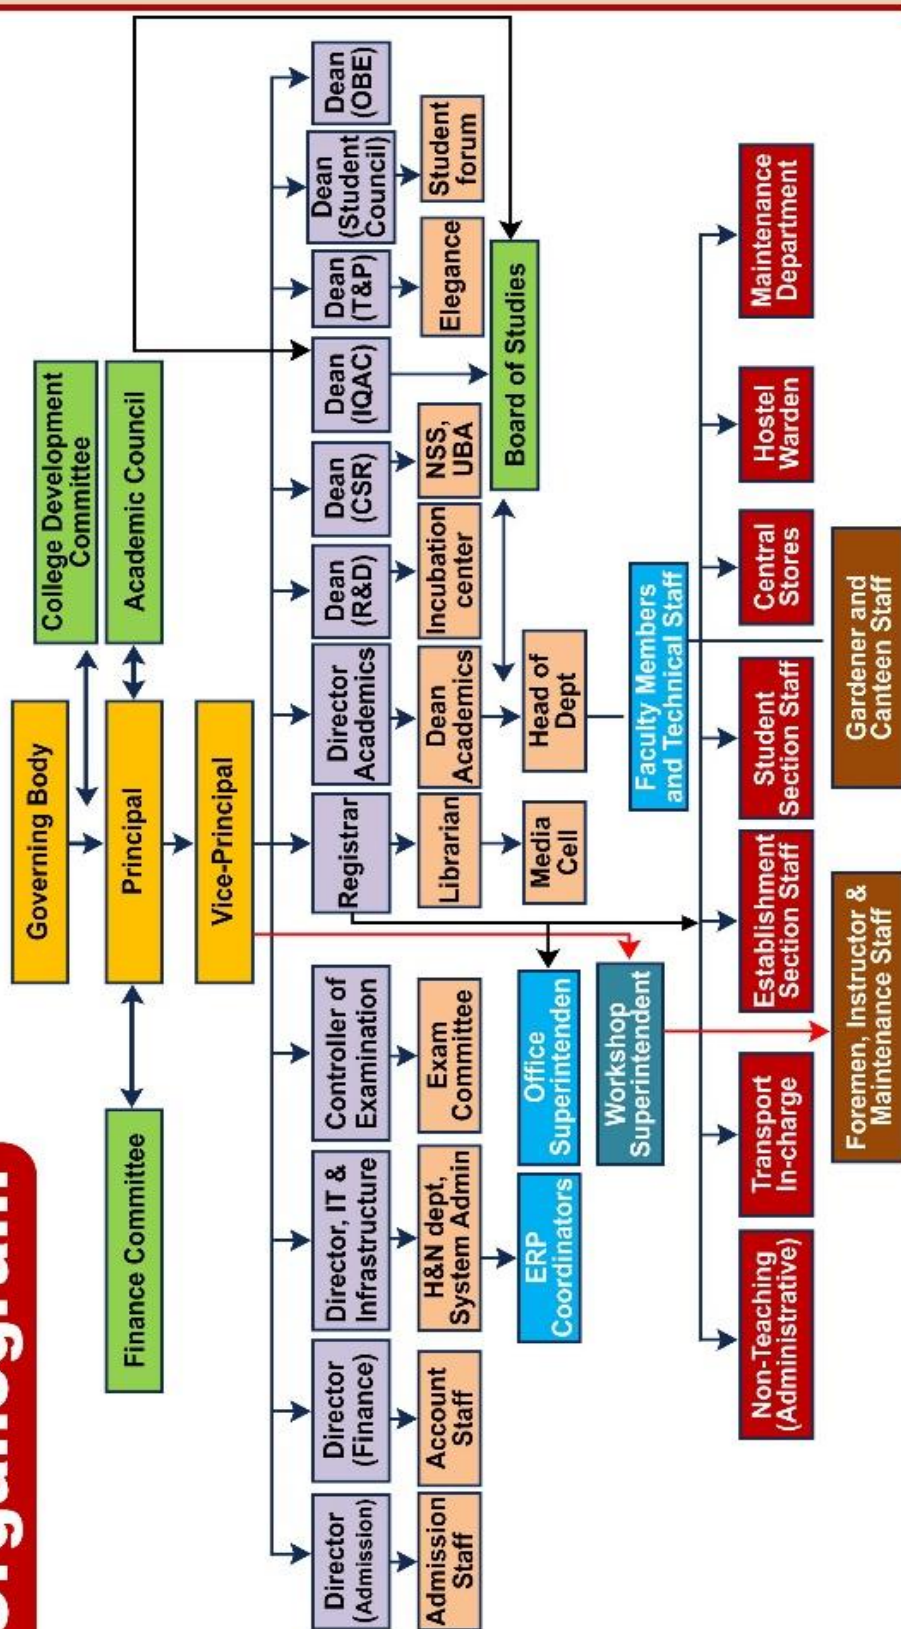 Organogram
Governing Body
College Development
Committee
Finance Committee
Principal
Academic Council
Vice-Principal
Director
(Admission)
Director
(Finance)
Director, IT &
Infrastructure
Controller of
Examination
Registrar
Director
Academics
Dean
(R&D)
Dean
(CSR)
Dean
(IQAC)
Dean
(T&P)
Dean
(Student
Council)
Dean
(OBE)
Admission
Staff
Account
Staff
H&N dept,
System Admin
Exam
Committee
Librarian
Dean
Academics
Incubation
center
NSS,
UBA
Elegance
Student
forum
ERP
Coordinators
Office
Superintenden
Media
Cell
Head of
Dept
Board of Studies
Workshop
Superintendent
Faculty Members
and Technical Staff
Non-Teaching
(Administrative)
Transport
In-charge
Establishment
Section Staff
Student
Section Staff
Central
Stores
Hostel
Warden
Maintenance
Department
Foremen, Instructor &
Maintenance Staff
Gardener and
Canteen Staff